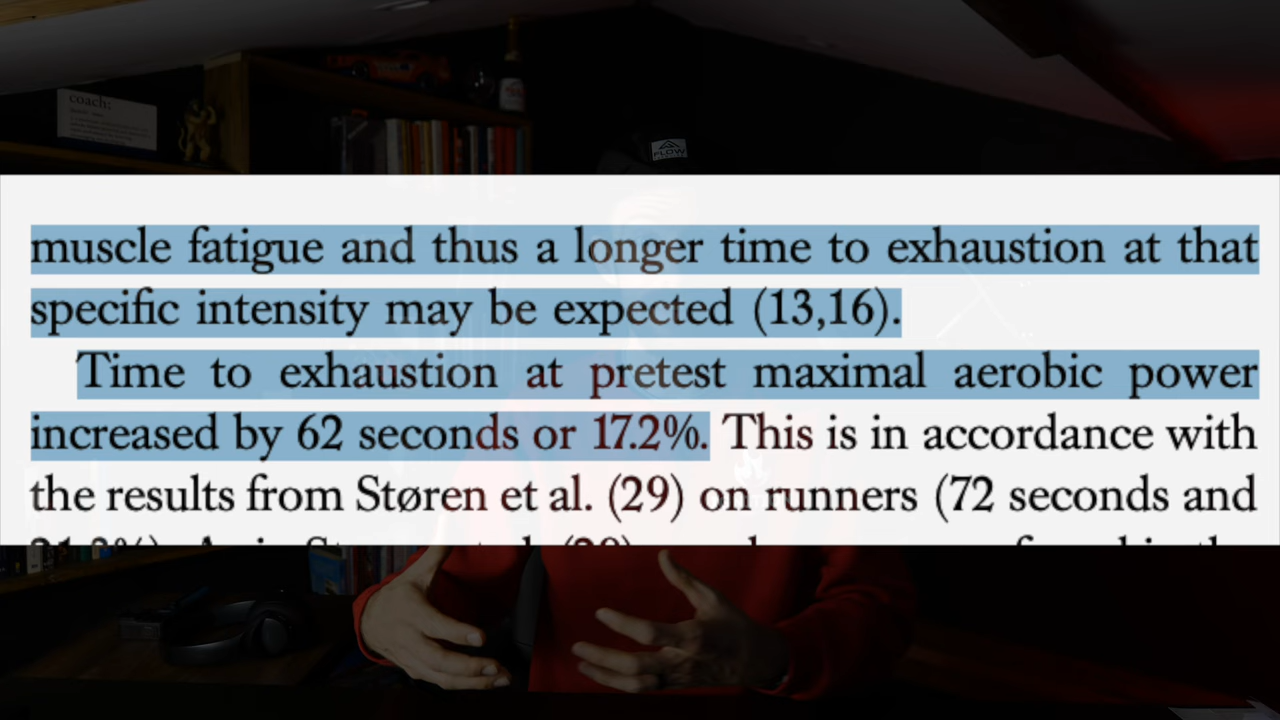 coach:
FLOW
muscle fatigue and thus a longer time to exhaustion at that
specific intensity may be expected (13,16).
Time to exhaustion at pretest maximal aerobic power
increased by 62 seconds or 17.2%. This is in accordance with
the results from Støren et al. (29) on runners (72 seconds and